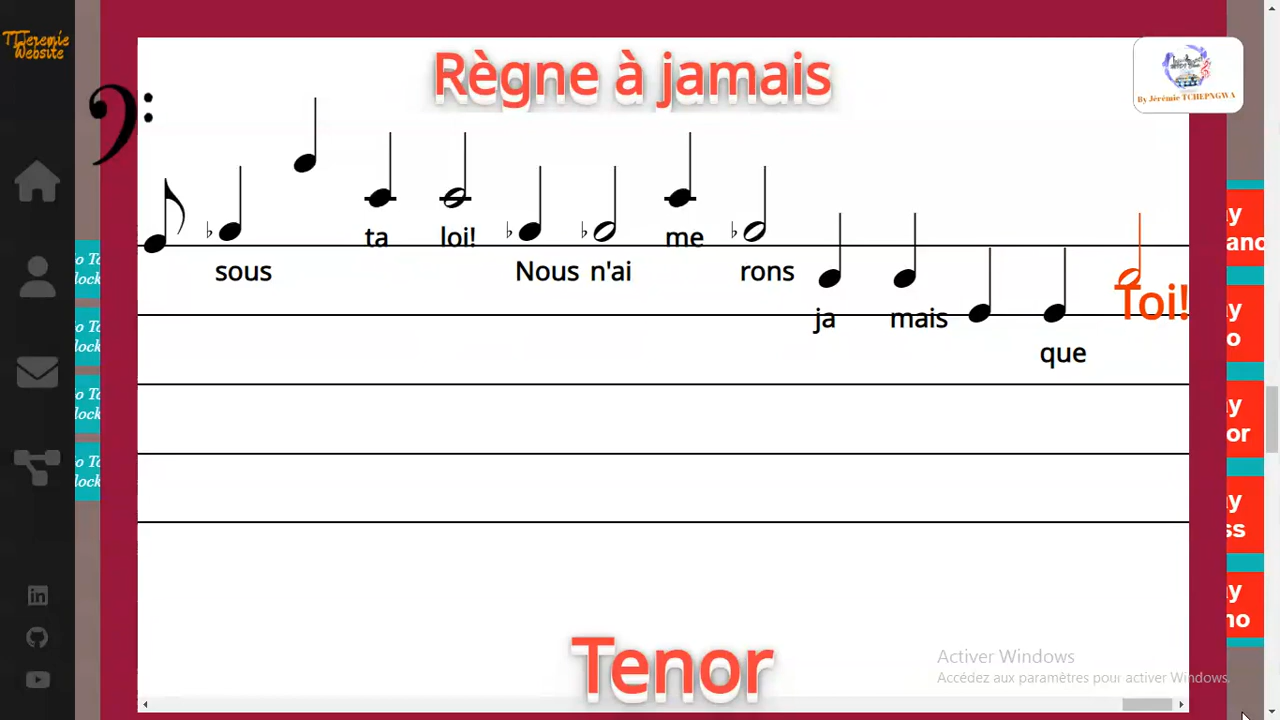 TTJeremie
Website
Règne à jamais
By Jérémie TCHEPNGWA
ta loi! me
sous Nous n'ai rons
Toi!
ja mais
que
Tenor
Activer Windows
Accédez aux paramètres pour activer Windows.